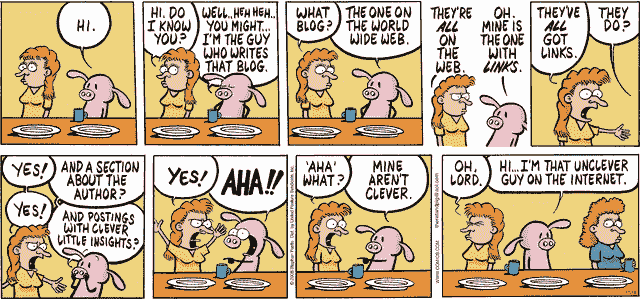 HI.
HI. DO
I KNOW
YOU?
WELL..HEH HEH..
YOU MIGHT...
I'M THE GUY
WHO WRITES
THAT BLOG.
WHAT
BLOG?
THE ONE ON
THE WORLD
WIDE WEB.
THEY'RE
ALL
ON
THE
WEB.
OH.
MINE IS
THE ONE
WITH
LINKS.
THEY'VE
ALL
GOT
LINKS.
THEY
DO?
YES!
AND A SECTION
ABOUT THE
AUTHOR?
YES!
AND POSTINGS
WITH CLEVER
LITTLE INSIGHTS?
YES!
AHA!!
'AHA'
WHAT?
MINE
AREN'T
CLEVER.
OH,
LORD.
HI...I'M THAT UNCLEVER
GUY ON THE INTERNET.